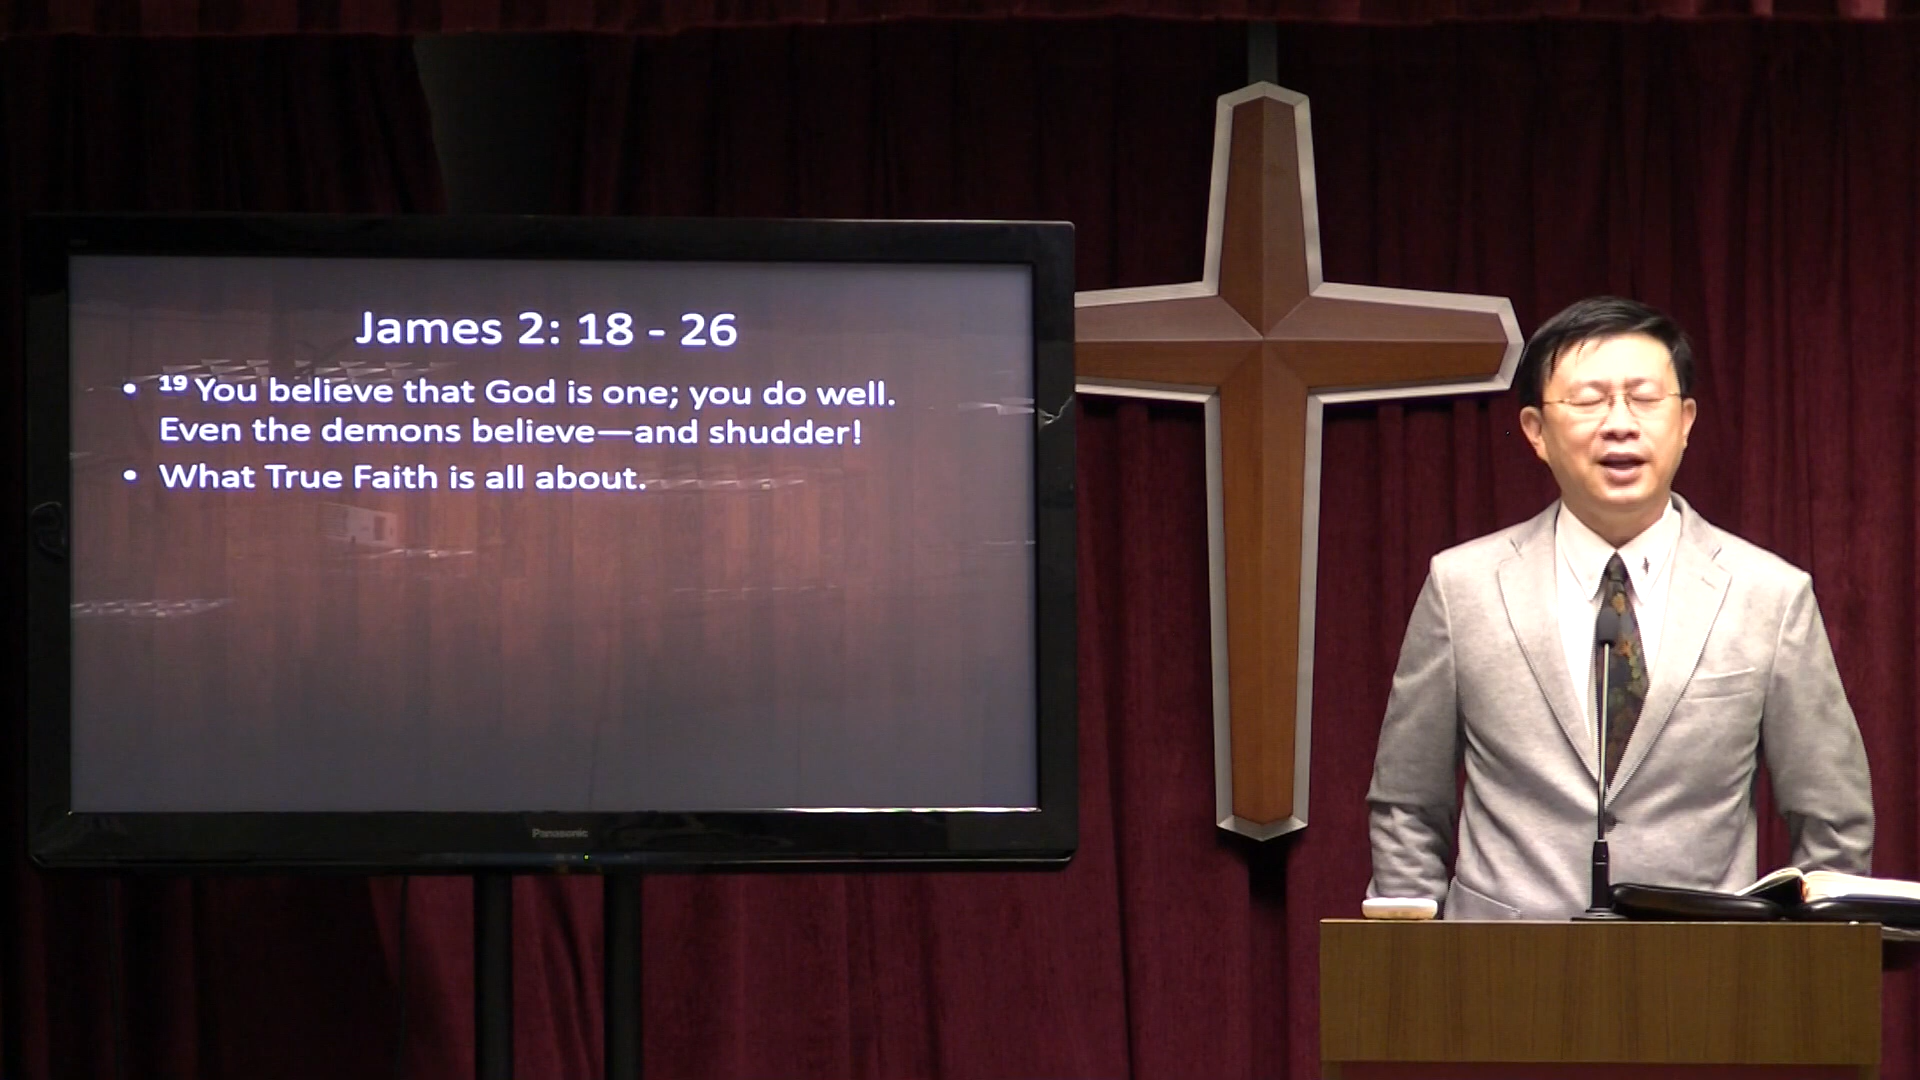 James 2: 18 - 26
• ¹⁹ You believe that God is one; you do well.
Even the demons believe—and shudder!
• What True Faith is all about.
Panasonic